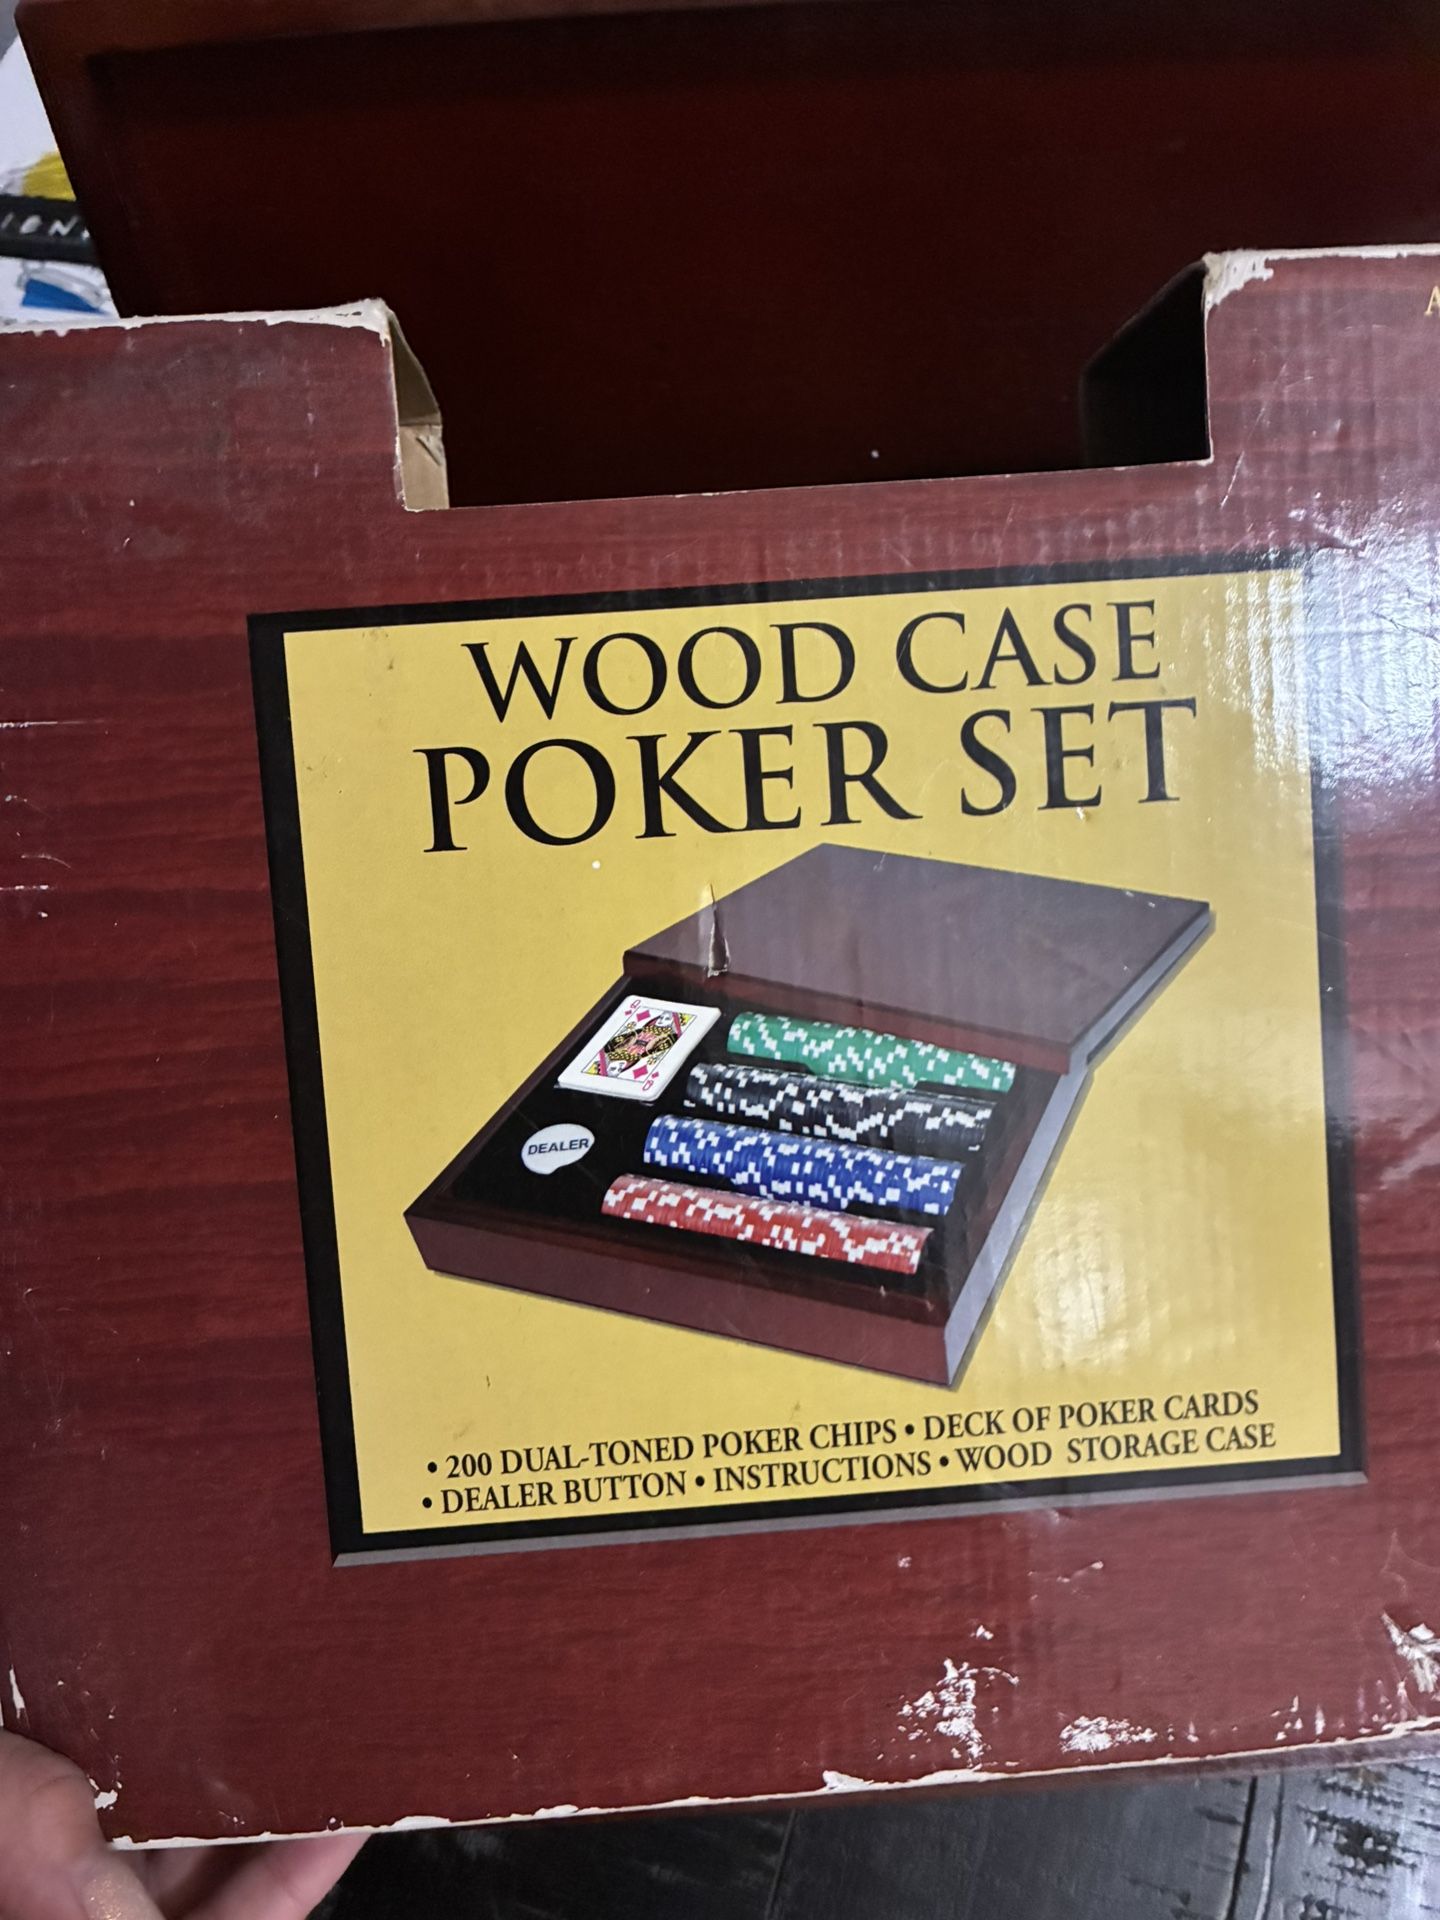 WOOD CASE
POKER SET
DEALER
• 200 DUAL-TONED POKER CHIPS • DECK OF POKER CARDS
• DEALER BUTTON • INSTRUCTIONS • WOOD STORAGE CASE